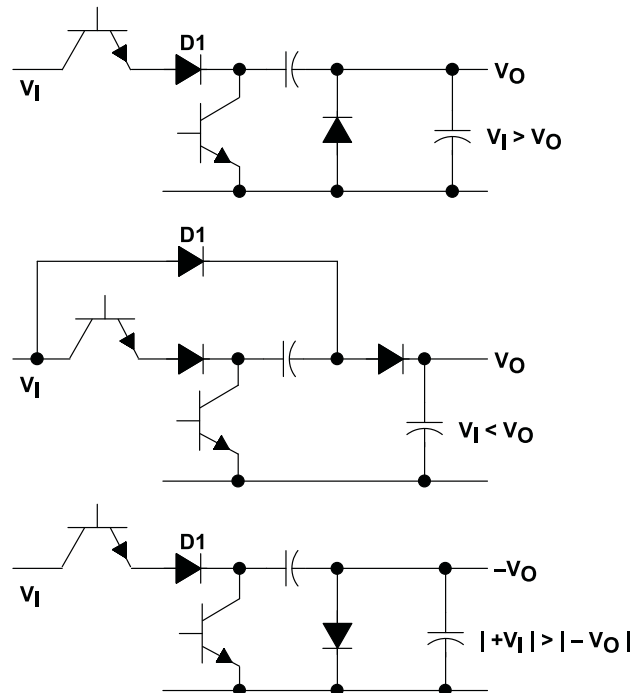 D1
VI
VO
VI > VO
D1
VI
VO
VI < VO
D1
VI
–VO
| +VI | > | – VO |